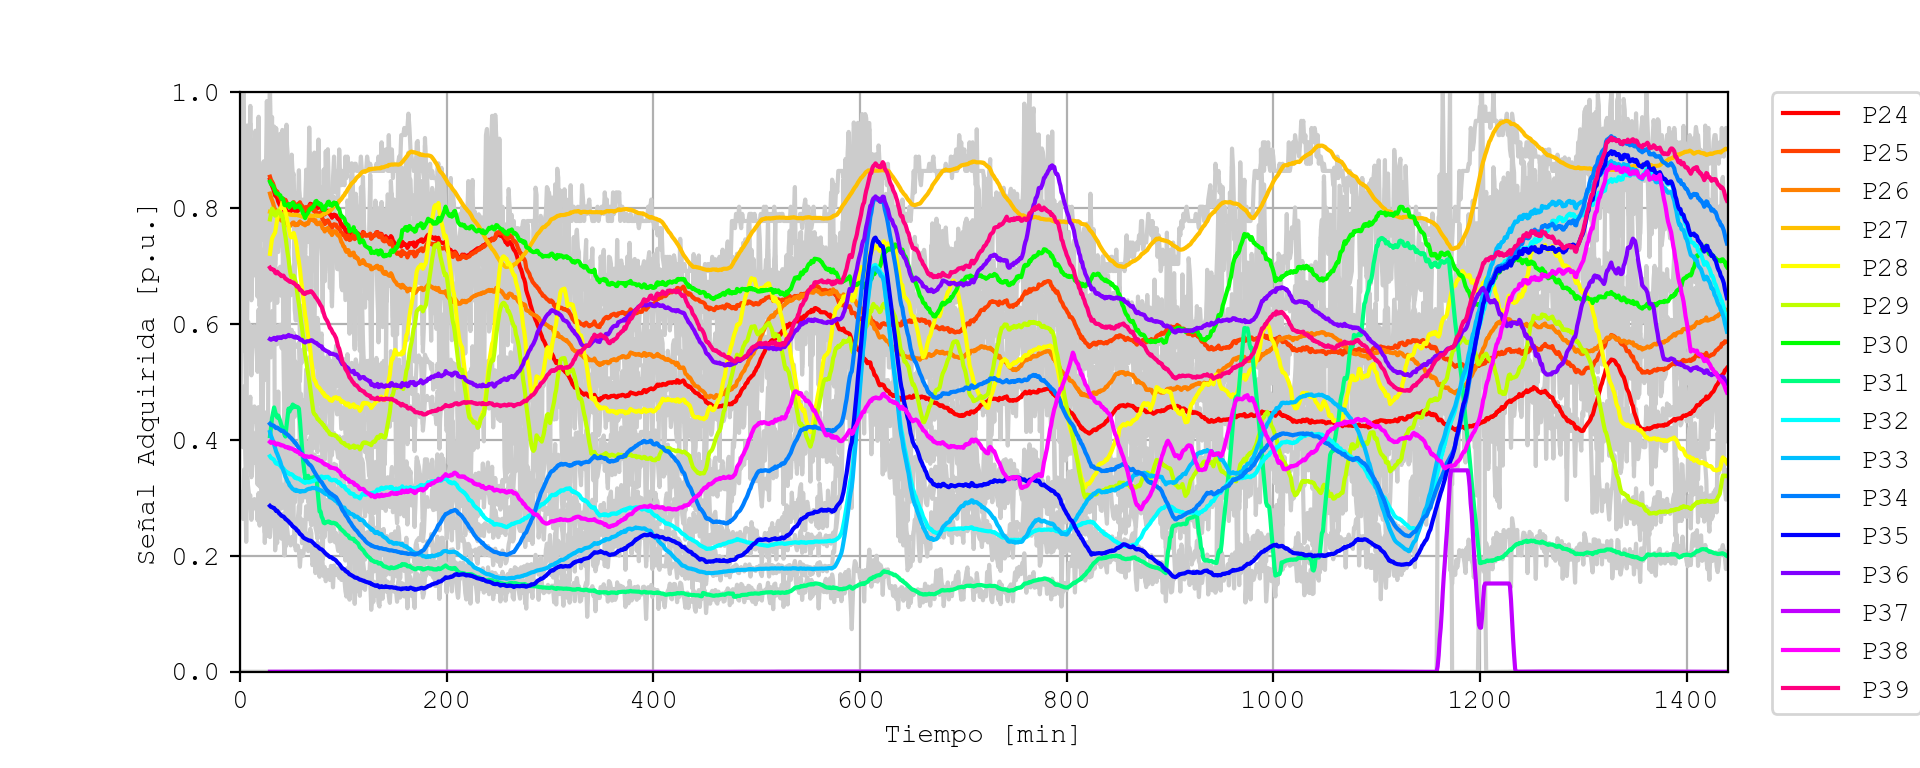 Señal Adquirida [p.u.]
1.0
0.8
0.6
0.4
0.2
0.0
0 200 400 600 800 1000 1200 1400
Tiempo [min]
P24
P25
P26
P27
P28
P29
P30
P31
P32
P33
P34
P35
P36
P37
P38
P39